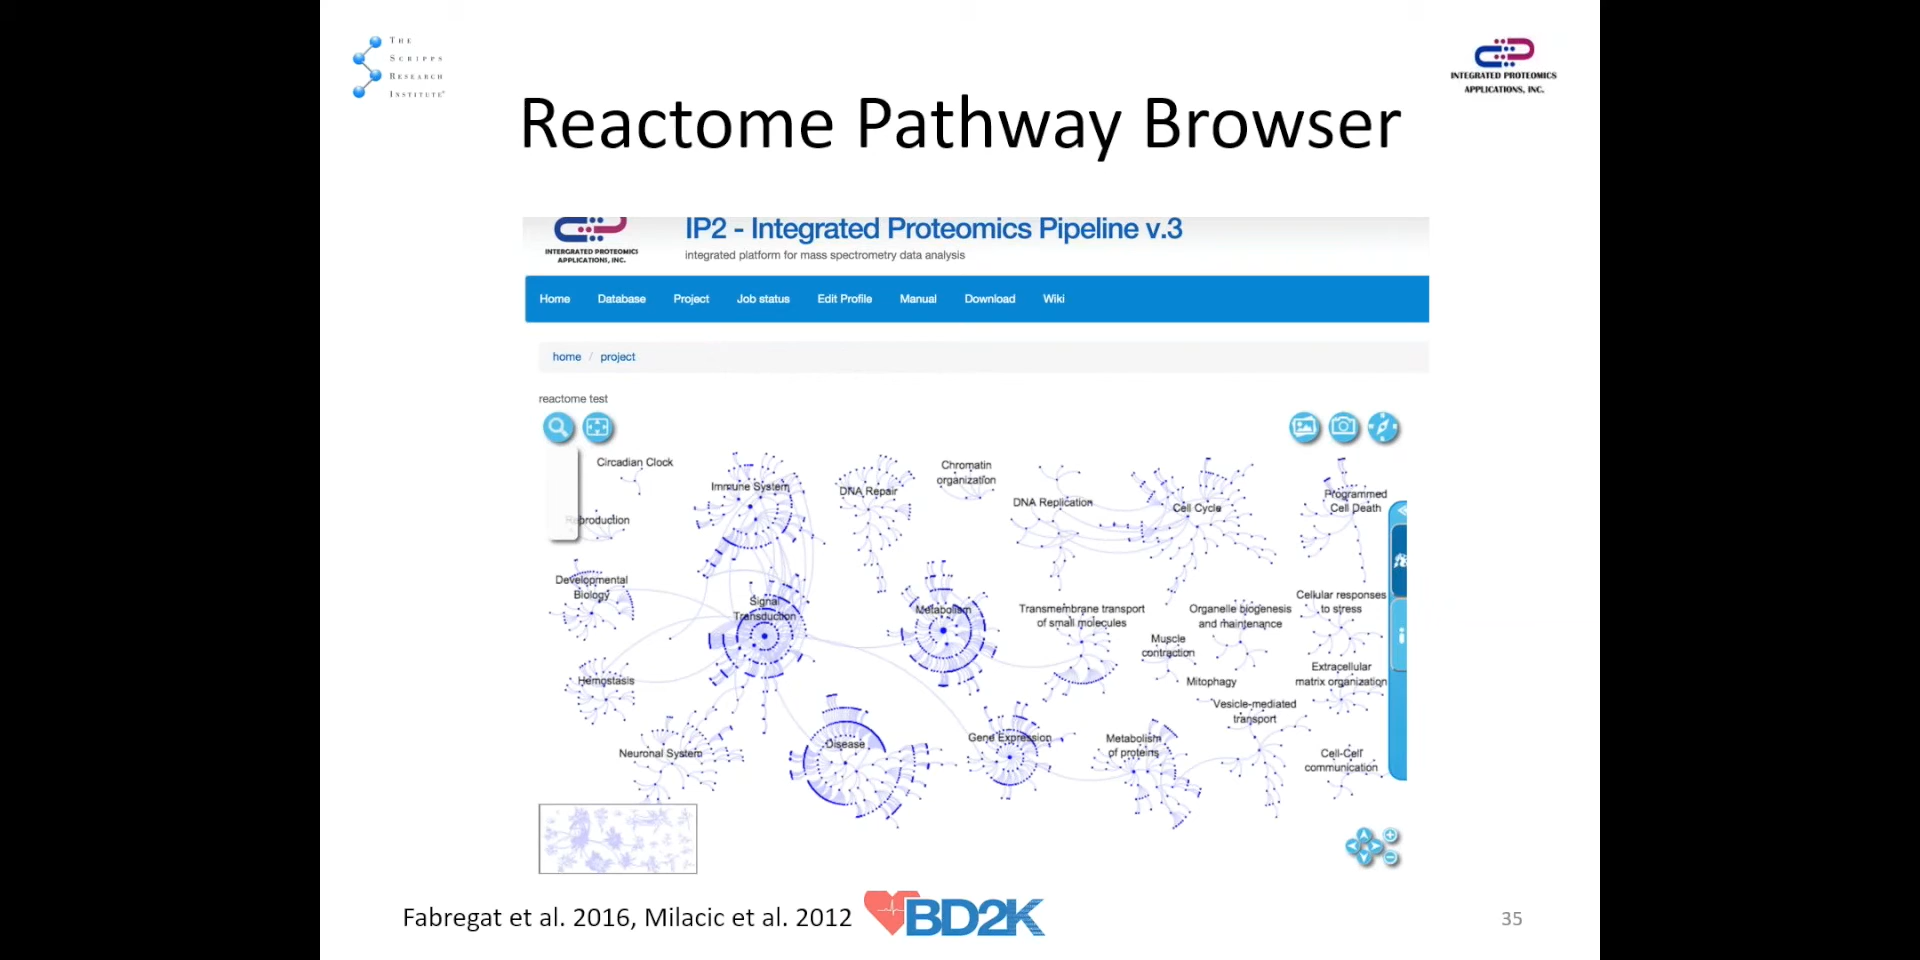 THE
SCRIPPS
RESEARCH
INSTITUTE
INTEGRATED PROTEOMICS
APPLICATIONS, INC.
Reactome Pathway Browser
INTERGRATED PROTEOMICS
APPLICATIONS, INC.
IP2 - Integrated Proteomics Pipeline v.3
integrated platform for mass spectrometry data analysis
Home Database Project Job status Edit Profile Manual Download Wiki
home / project
reactome test
Circadian Clock
Immune System
DNA Repair
Chromatin
organization
DNA Replication
Cell Cycle
Programmed
Cell Death
Reproduction
Developmental
Biology
Signal
Transduction
Metabolism
Transmembrane transport
of small molecules
Organelle biogenesis
and maintenance
Cellular responses
to stress
Muscle
contraction
Hemostasis
Mitophagy
Extracellular
matrix organization
Vesicle-mediated
transport
Neuronal System
Disease
Gene Expression
Metabolism
of proteins
Cell-Cell
communication
Fabregat et al. 2016, Milacic et al. 2012
BD2K
35